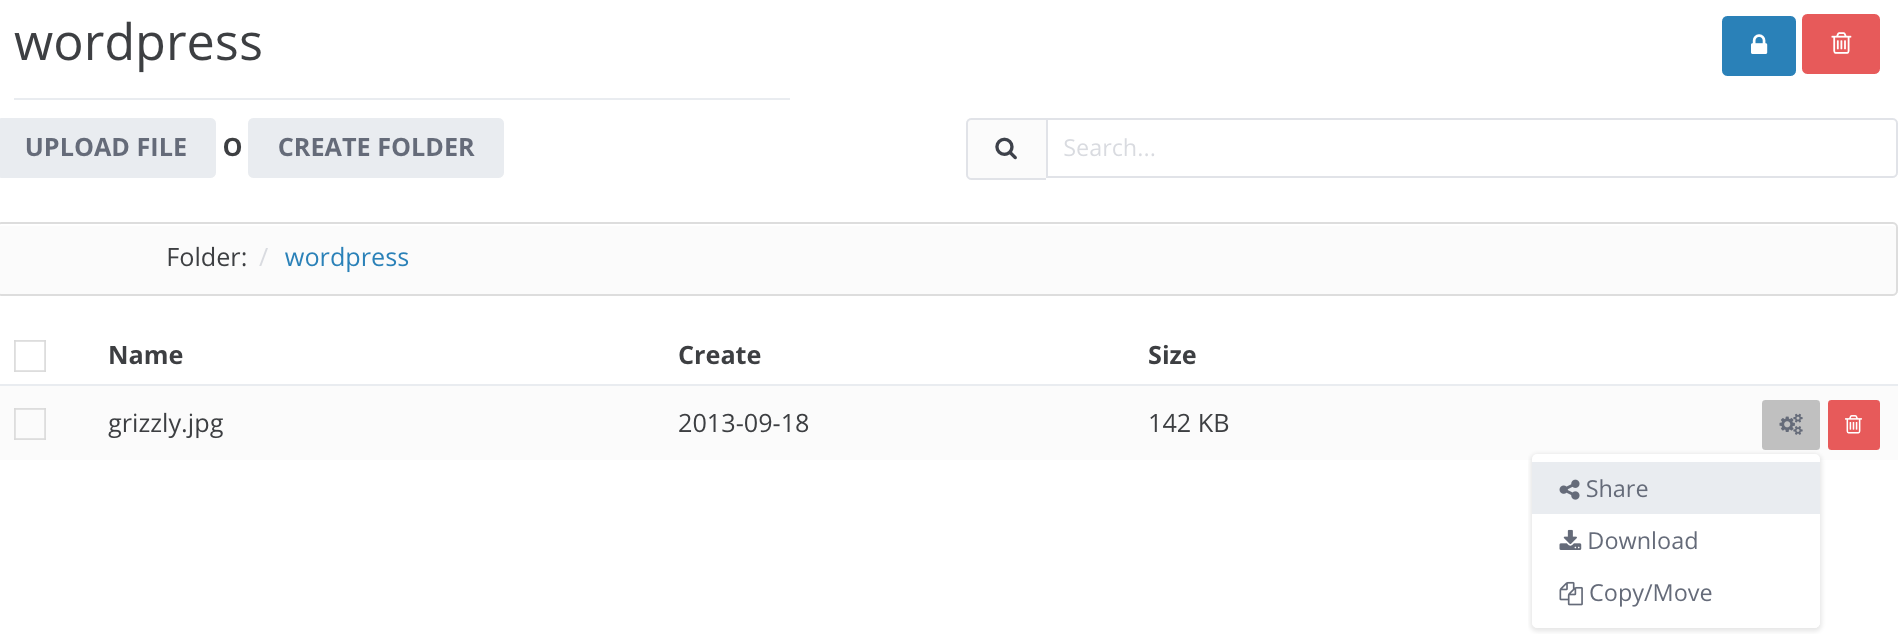 wordpress
UPLOAD FILE O CREATE FOLDER Search...
Folder: / wordpress
Name Create Size
grizzly.jpg 2013-09-18 142 KB
Share
Download
Copy/Move